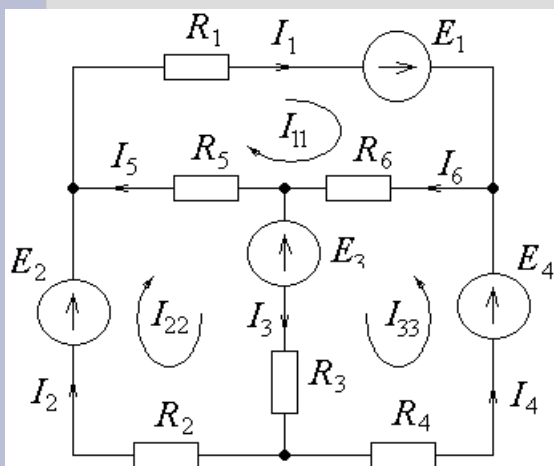 R₁ I₁ E₁
I₁₁
I₅ R₅ R₆ I₆
E₂ E₃ E₄
I₂₂ I₃ I₃₃
R₃
I₂ R₂ R₄ I₄